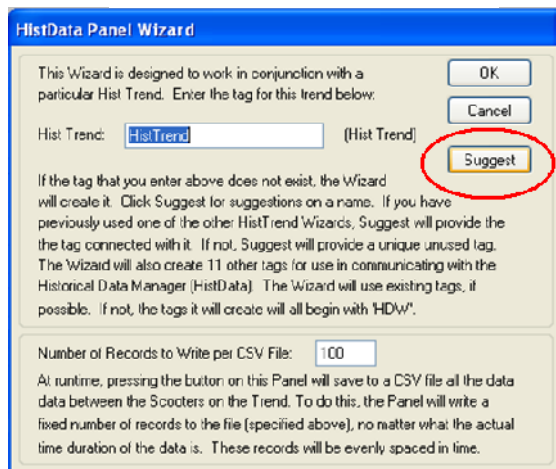 HistData Panel Wizard
This Wizard is designed to work in conjunction with a
particular Hist Trend. Enter the tag for this trend below:
OK
Cancel
Hist Trend: HistTrend (Hist Trend)
Suggest
If the tag that you enter above does not exist, the Wizard
will create it. Click Suggest for suggestions on a name. If you have
previously used one of the other HistTrend Wizards, Suggest will provide the
the tag connected with it. If not, Suggest will provide a unique unused tag.
The Wizard will also create 11 other tags for use in communicating with the
Historical Data Manager (HistData). The Wizard will use existing tags, if
possible. If not, the tags it will create will all begin with 'HDW'.
Number of Records to Write per CSV File: 100
At runtime, pressing the button on this Panel will save to a CSV file all the data
data between the Scooters on the Trend. To do this, the Panel will write a
fixed number of records to the file (specified above), no matter what the actual
time duration of the data is. These records will be evenly spaced in time.